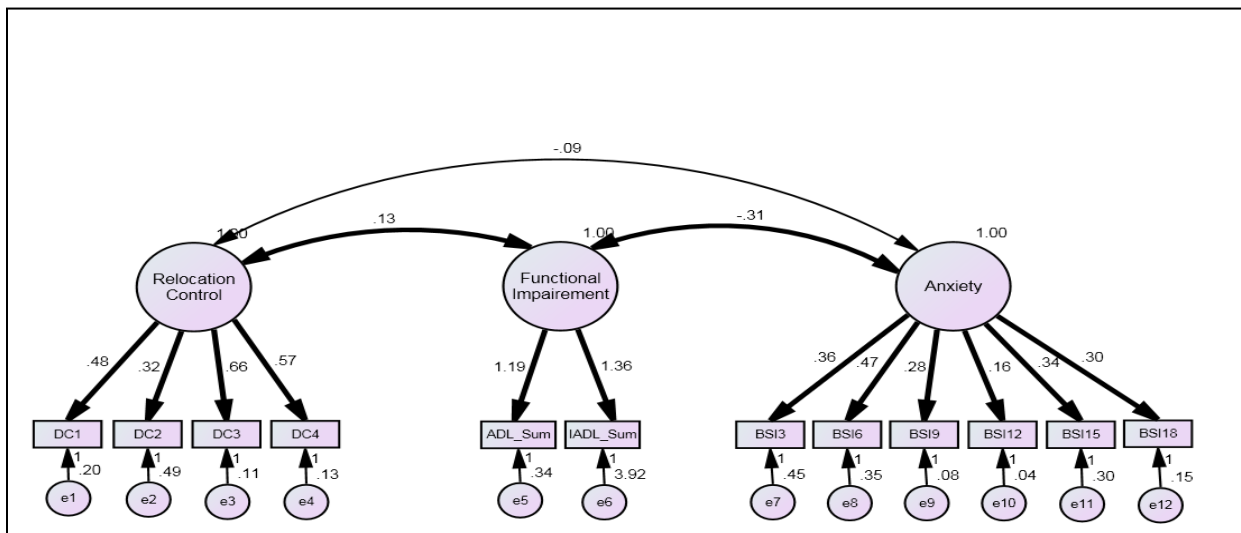 -.09
.13
-.31
1.00
1.00
Relocation
Control
Functional
Impairement
Anxiety
.48
.32
.66
.57
1.19
1.36
.36
.47
.28
.16
.34
.30
DC1
DC2
DC3
DC4
ADL_Sum
IADL_Sum
BSI3
BSI6
BSI9
BSI12
BSI15
BSI18
1
1
1
1
1
1
1
1
1
1
1
1
.20
.49
.11
.13
.34
3.92
.45
.35
.08
.04
.30
.15
e1
e2
e3
e4
e5
e6
e7
e8
e9
e10
e11
e12